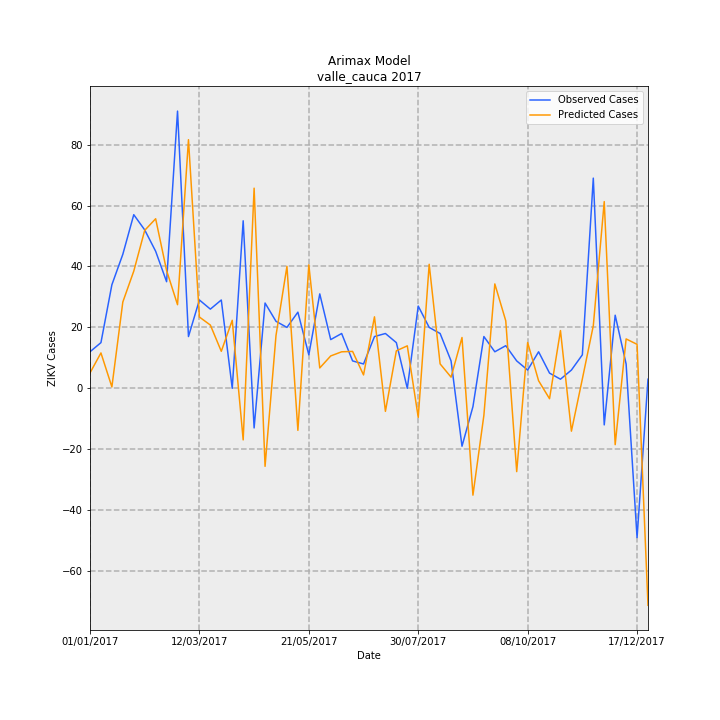 Arimax Model
valle_cauca 2017
Observed Cases
Predicted Cases
ZIKV Cases
80
60
40
20
0
−20
−40
−60
01/01/2017
12/03/2017
21/05/2017
30/07/2017
08/10/2017
17/12/2017
Date